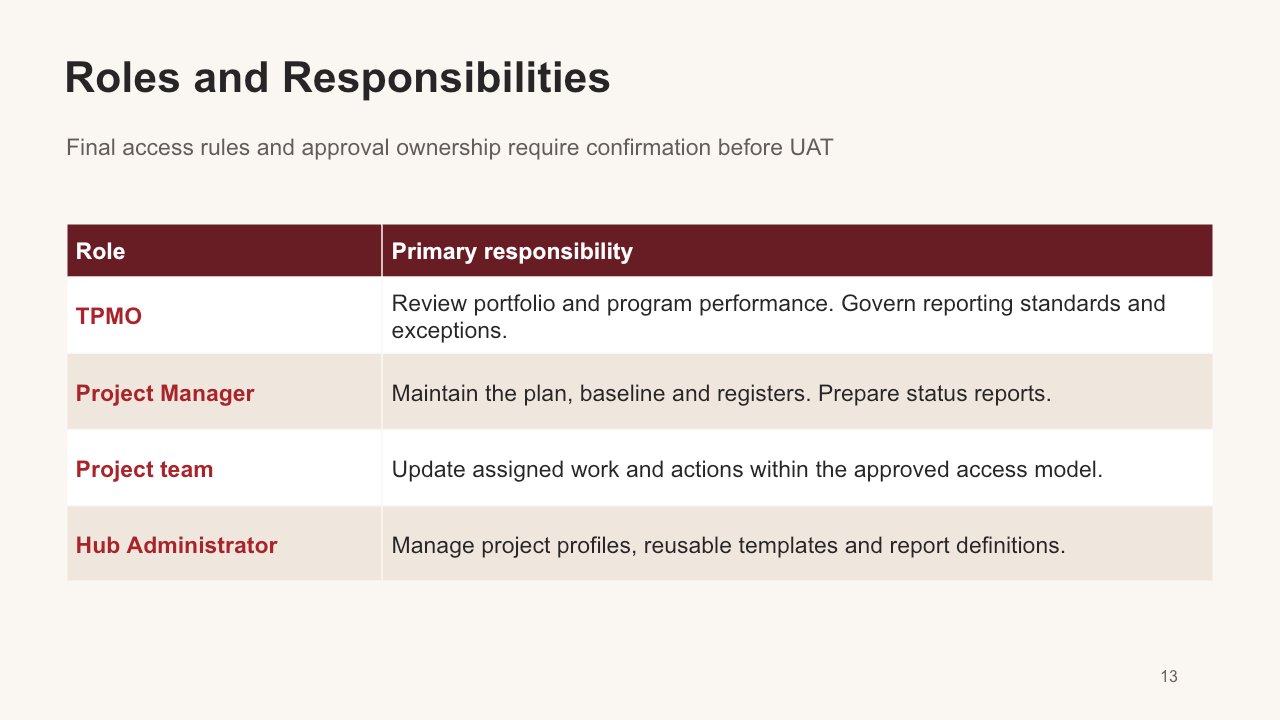 Roles and Responsibilities
Final access rules and approval ownership require confirmation before UAT
Role
Primary responsibility
TPMO
Review portfolio and program performance. Govern reporting standards and
exceptions.
Project Manager
Maintain the plan, baseline and registers. Prepare status reports.
Project team
Update assigned work and actions within the approved access model.
Hub Administrator
Manage project profiles, reusable templates and report definitions.
13